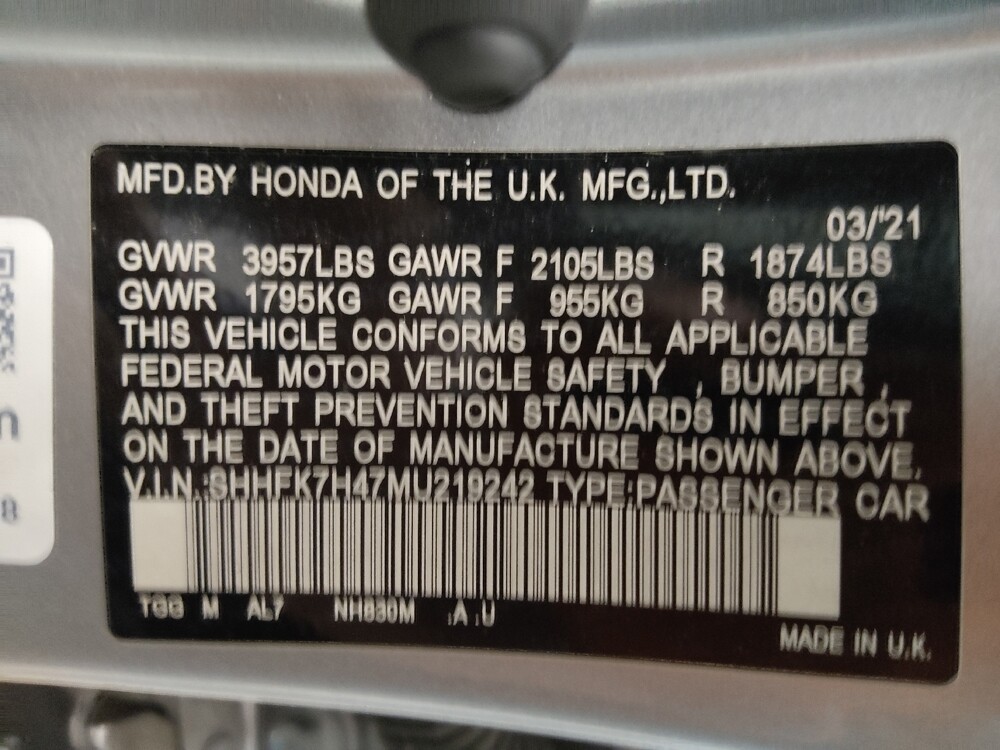 MFD.BY HONDA OF THE U.K. MFG.,LTD.
03/'21
GVWR 3957LBS GAWR F 2105LBS R 1874LBS
GVWR 1795KG GAWR F 955KG R 850KG
THIS VEHICLE CONFORMS TO ALL APPLICABLE
FEDERAL MOTOR VEHICLE SAFETY , BUMPER ,
AND THEFT PREVENTION STANDARDS IN EFFECT
ON THE DATE OF MANUFACTURE SHOWN ABOVE.
V.I.N.:SHHFK7H47MU219242 TYPE:PASSENGER CAR
TGG M AL7 NH830M .A .U
MADE IN U.K.
n
8